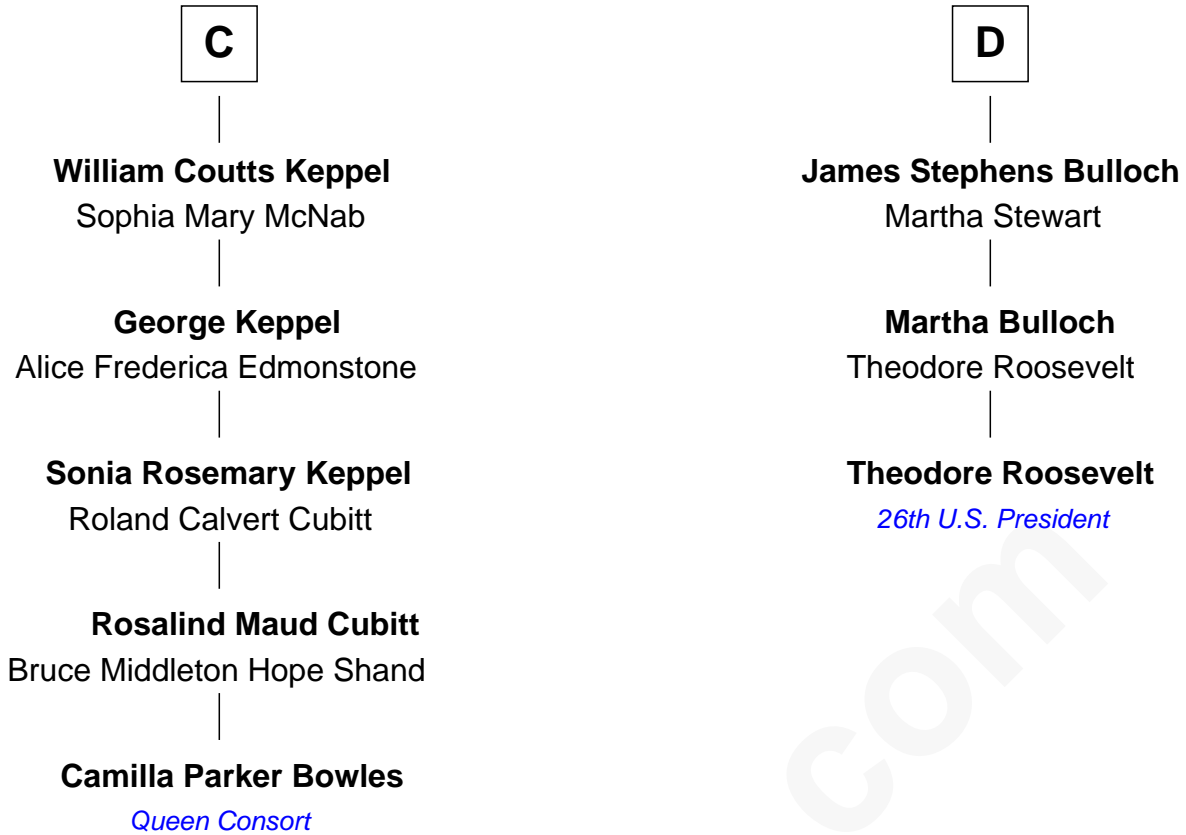 C
William Coutts Keppel
Sophia Mary McNab
George Keppel
Alice Frederica Edmonstone
Sonia Rosemary Keppel
Roland Calvert Cubitt
Rosalind Maud Cubitt
Bruce Middleton Hope Shand
Camilla Parker Bowles
Queen Consort
D
James Stephens Bulloch
Martha Stewart
Martha Bulloch
Theodore Roosevelt
Theodore Roosevelt
26th U.S. President
com